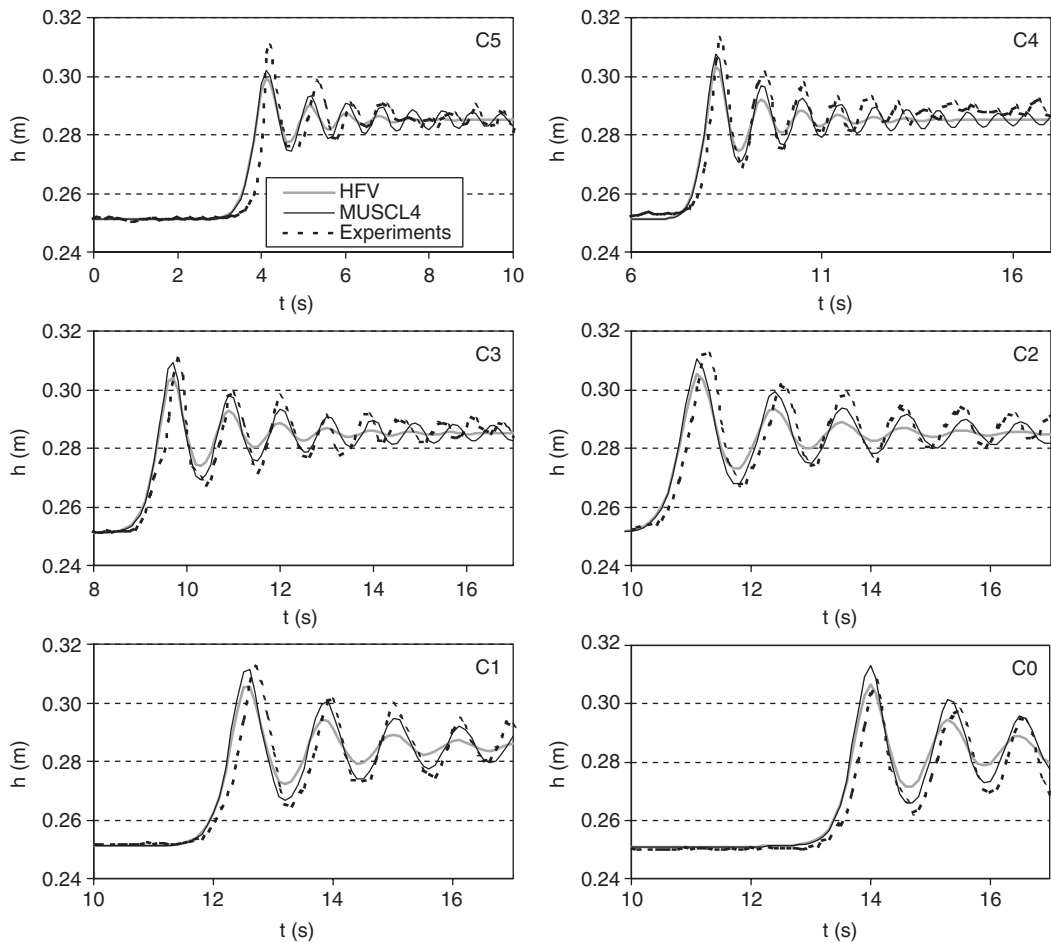 0.32
0.30
0.28
0.26
0.24
h (m)
C5
HFV
MUSCL4
Experiments
0 2 4 6 8 10
t (s)
0.32
0.30
0.28
0.26
0.24
h (m)
C4
6 11 16
t (s)
0.32
0.30
0.28
0.26
0.24
h (m)
C3
8 10 12 14 16
t (s)
0.32
0.30
0.28
0.26
0.24
h (m)
C2
10 12 14 16
t (s)
0.32
0.30
0.28
0.26
0.24
h (m)
C1
10 12 14 16
t (s)
0.32
0.30
0.28
0.26
0.24
h (m)
C0
10 12 14 16
t (s)